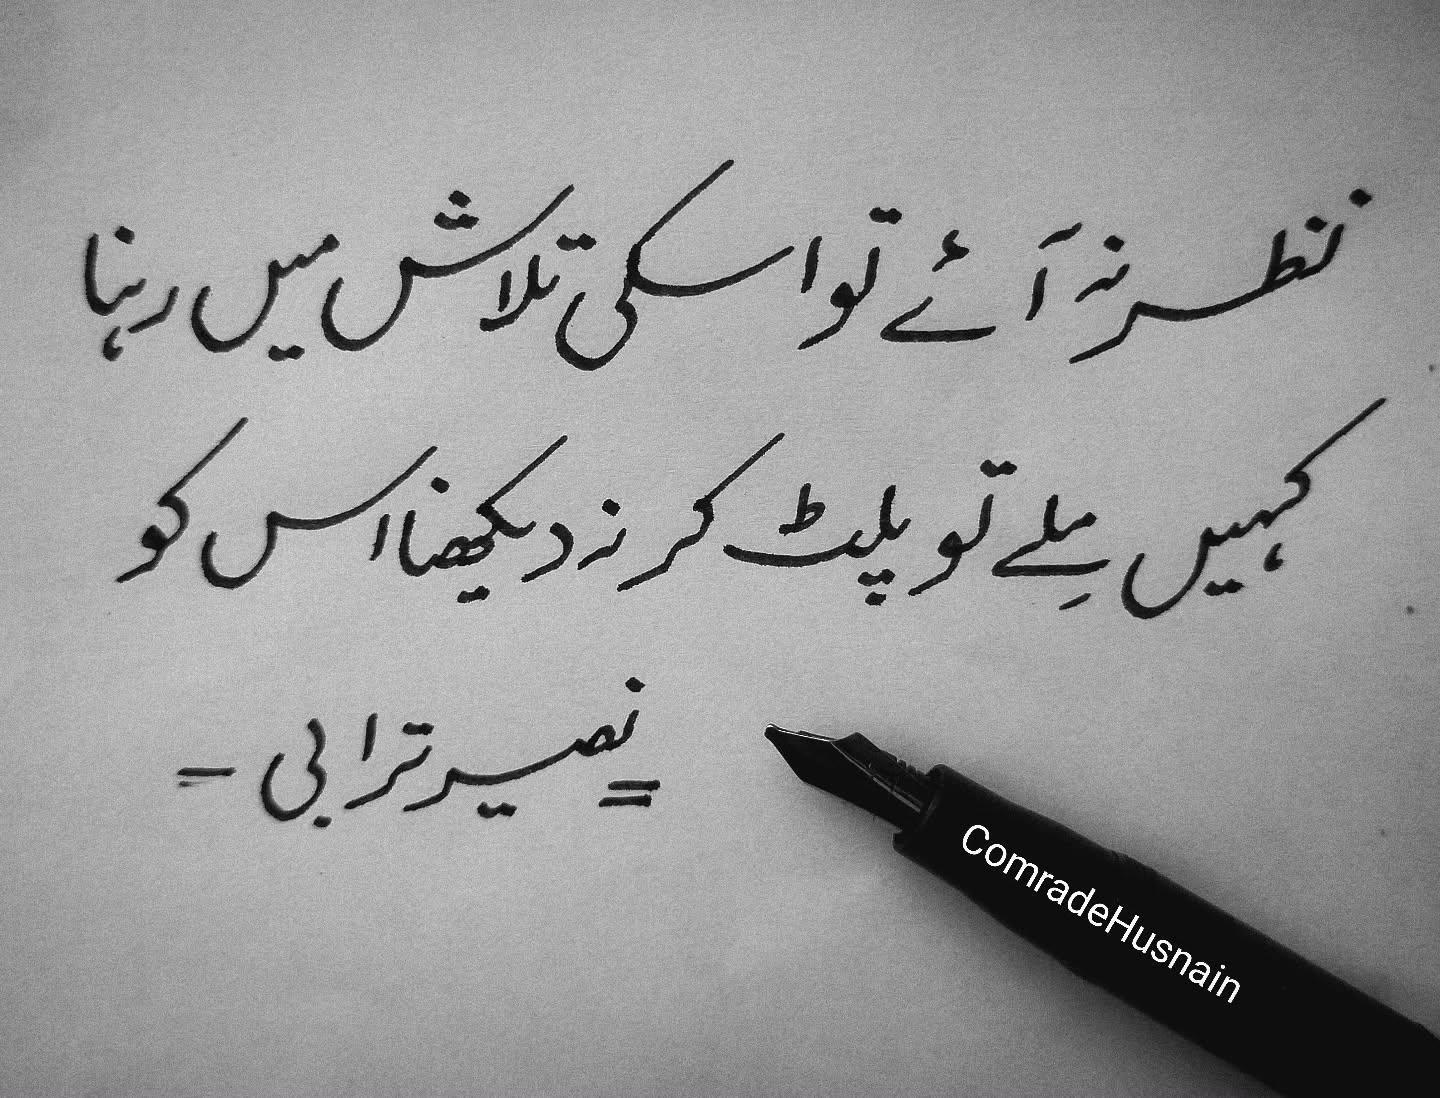 نظر نہ آئے تو اسکی تلاش میں رہنا
کہیں مِلے تو پلٹ کر نہ دیکھنا اس کو
نصیر ترابی
ComradeHusnain